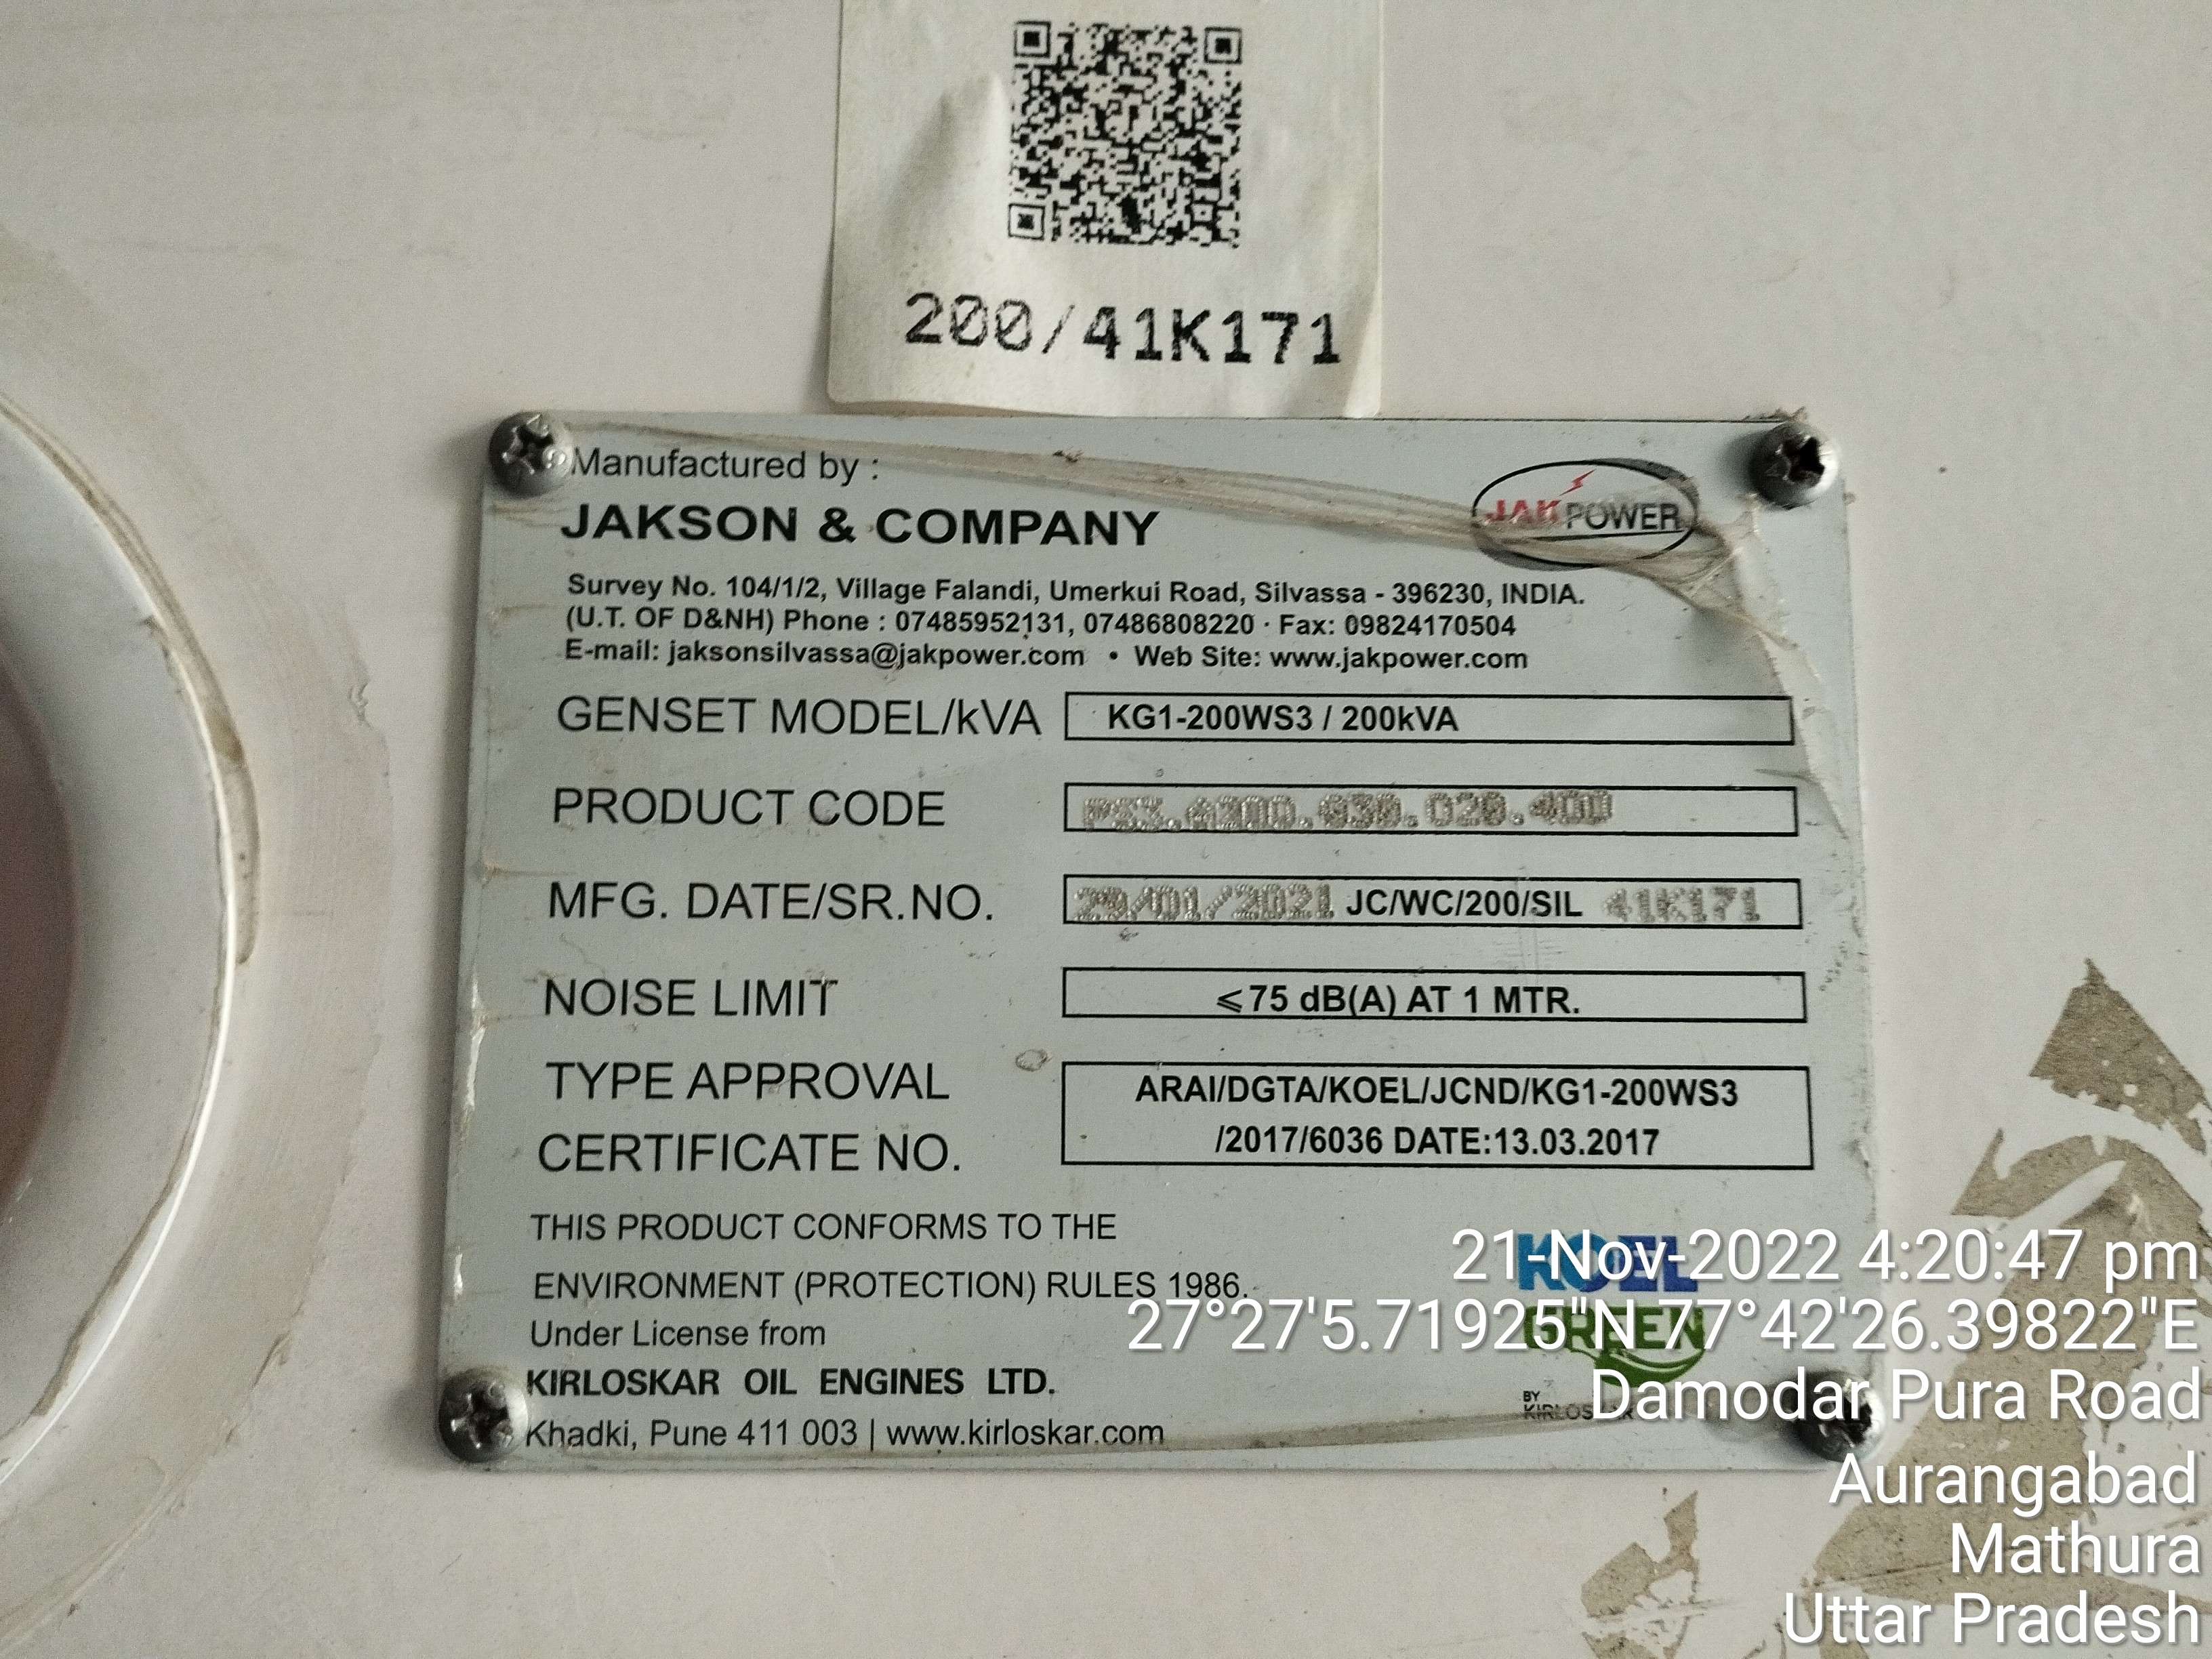 200/41K171
Manufactured by :
JAKPOWER
JAKSON & COMPANY
Survey No. 104/1/2, Village Falandi, Umerkui Road, Silvassa - 396230, INDIA.
(U.T. OF D&NH) Phone : 07485952131, 07486808220 · Fax: 09824170504
E-mail: jaksonsilvassa@jakpower.com • Web Site: www.jakpower.com
GENSET MODEL/kVA KG1-200WS3 / 200kVA
PRODUCT CODE
MFG. DATE/SR.NO. 29/01/2021 JC/WC/200/SIL 41K171
NOISE LIMIT ⩽75 dB(A) AT 1 MTR.
TYPE APPROVAL ARAI/DGTA/KOEL/JCND/KG1-200WS3
CERTIFICATE NO. /2017/6036 DATE:13.03.2017
THIS PRODUCT CONFORMS TO THE
ENVIRONMENT (PROTECTION) RULES 1986.
Under License from
KIRLOSKAR OIL ENGINES LTD.
Khadki, Pune 411 003 | www.kirloskar.com
KOEL
GREEN
BY
KIRLOSKAR
21-Nov-2022 4:20:47 pm
27°27'5.71925"N 77°42'26.39822"E
Damodar Pura Road
Aurangabad
Mathura
Uttar Pradesh